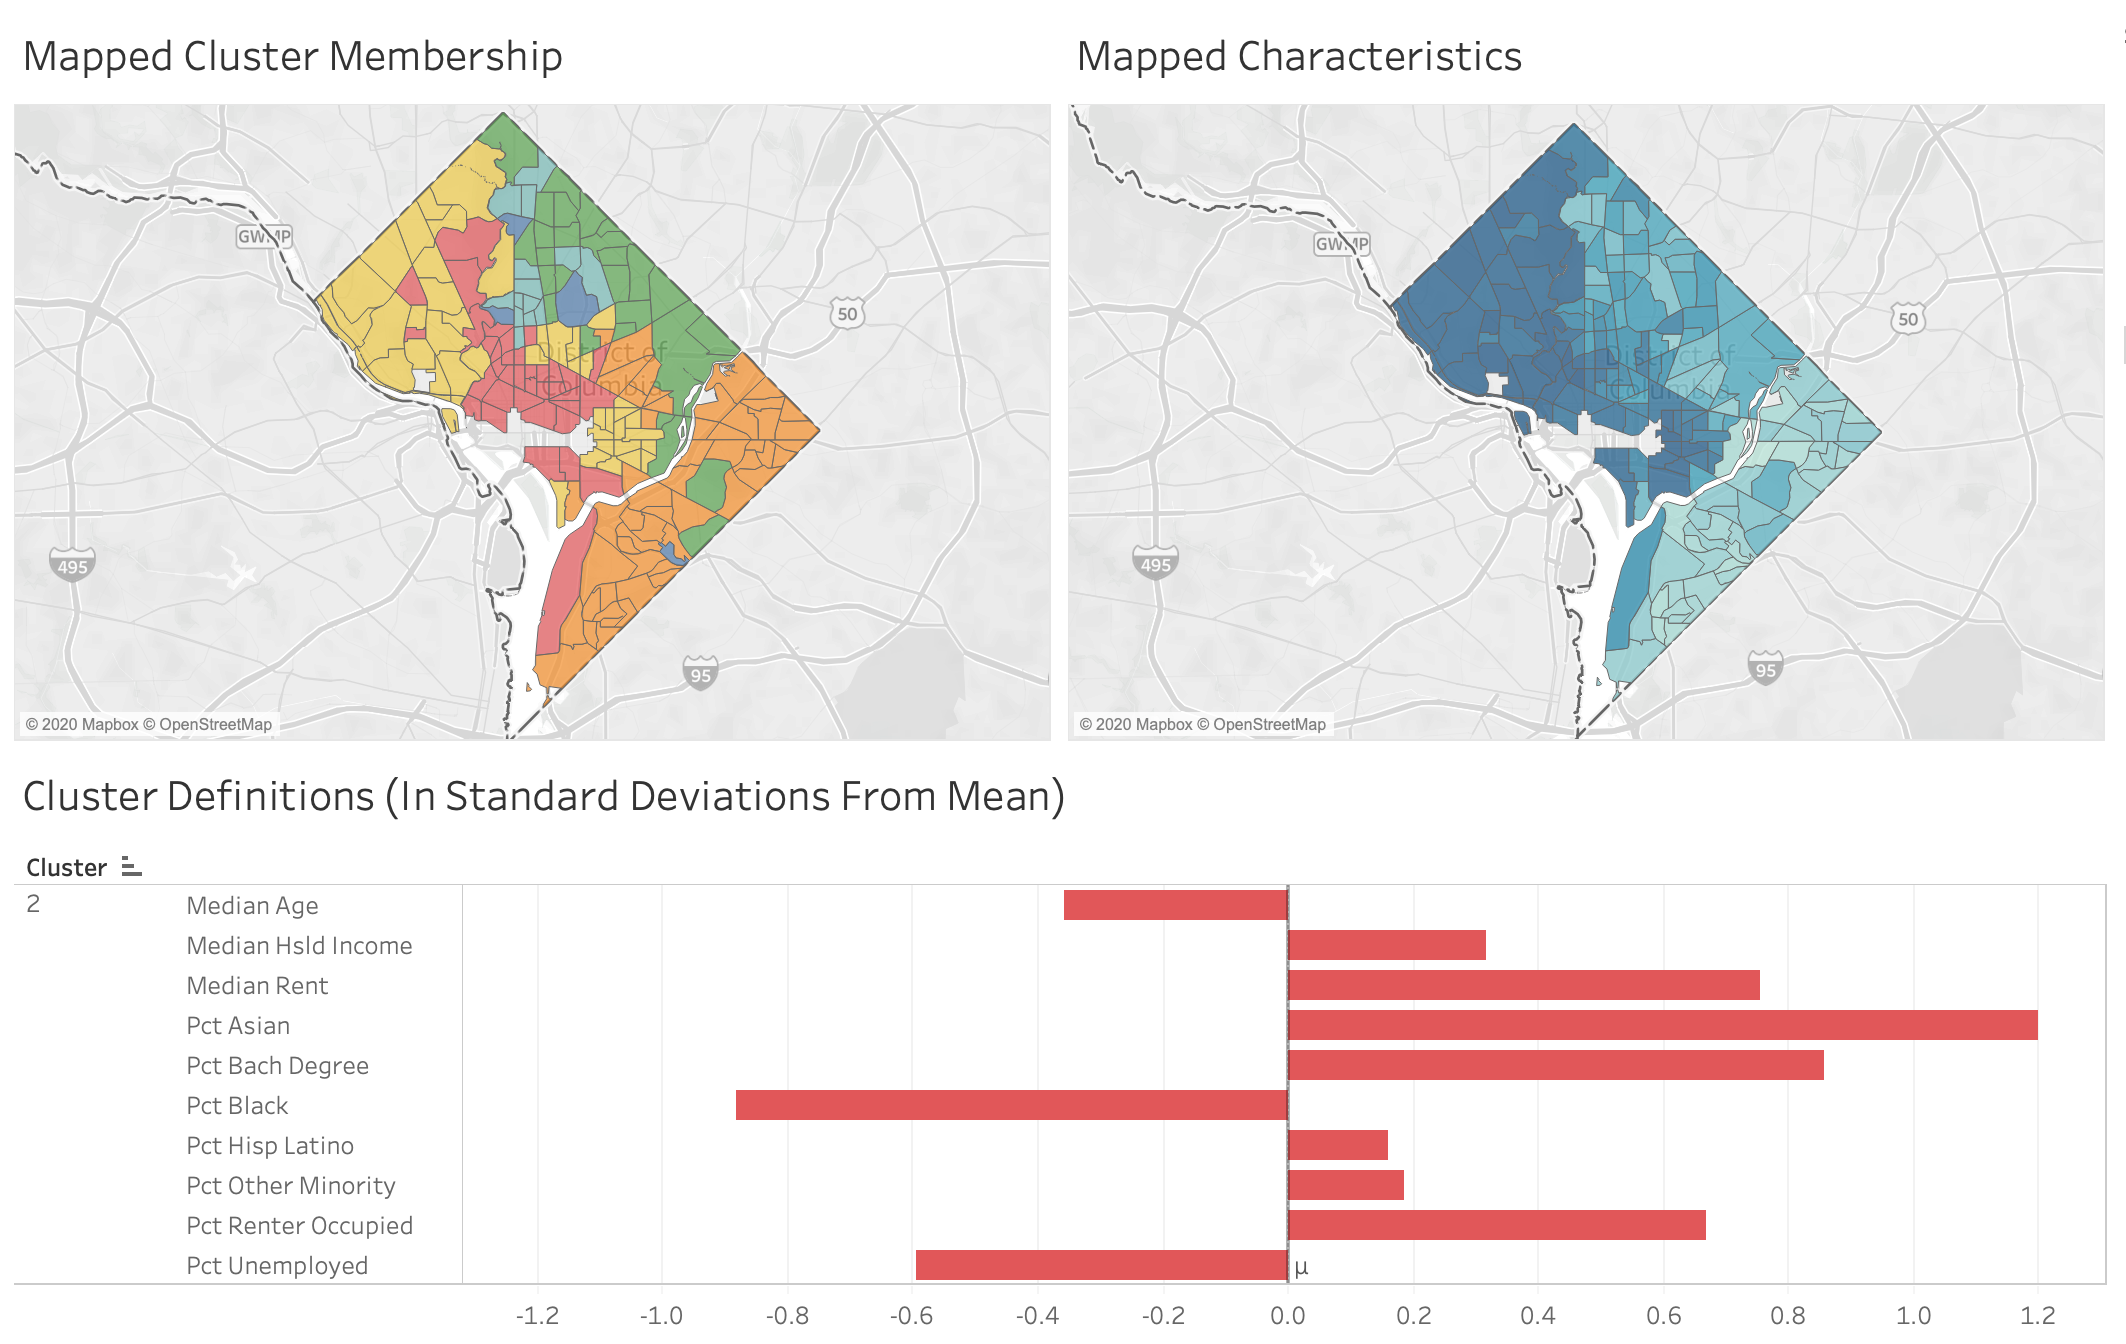 Mapped Cluster Membership
Mapped Characteristics
GWMP
50
District of
Columbia
495
95
© 2020 Mapbox © OpenStreetMap
GWMP
50
District of
Columbia
495
95
© 2020 Mapbox © OpenStreetMap
Cluster Definitions (In Standard Deviations From Mean)
Cluster
2
Median Age
Median Hsld Income
Median Rent
Pct Asian
Pct Bach Degree
Pct Black
Pct Hisp Latino
Pct Other Minority
Pct Renter Occupied
Pct Unemployed
μ
-1.2 -1.0 -0.8 -0.6 -0.4 -0.2 0.0 0.2 0.4 0.6 0.8 1.0 1.2